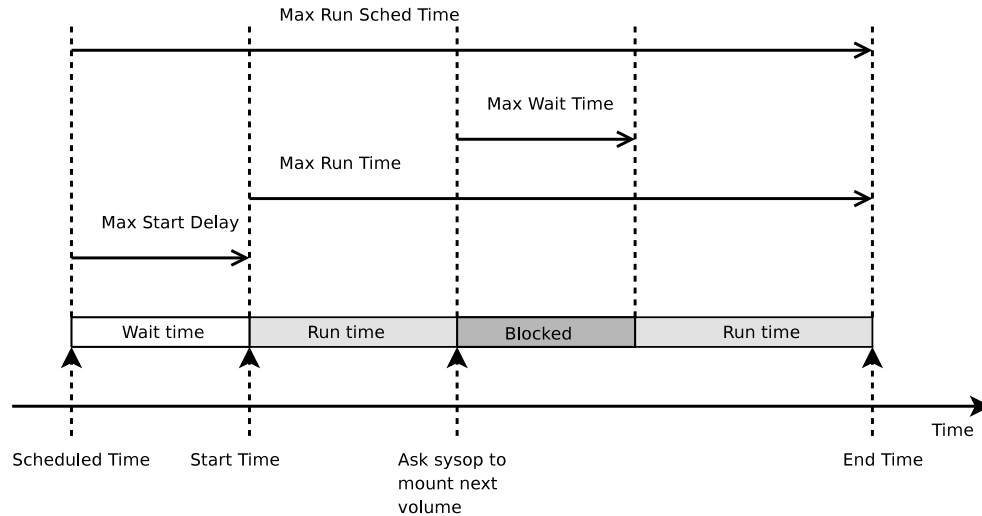 Max Run Sched Time
Max Wait Time
Max Run Time
Max Start Delay
Wait time
Run time
Blocked
Run time
Time
Scheduled Time
Start Time
Ask sysop to
mount next
volume
End Time